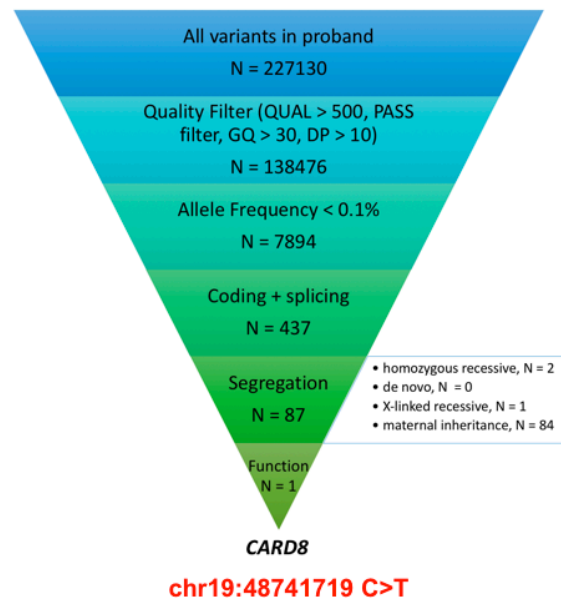 All variants in proband
N = 227130
Quality Filter (QUAL > 500, PASS
filter, GQ > 30, DP > 10)
N = 138476
Allele Frequency < 0.1%
N = 7894
Coding + splicing
N = 437
Segregation
N = 87
• homozygous recessive, N = 2
• de novo, N = 0
• X-linked recessive, N = 1
• maternal inheritance, N = 84
Function
N = 1
CARD8
chr19:48741719 C>T